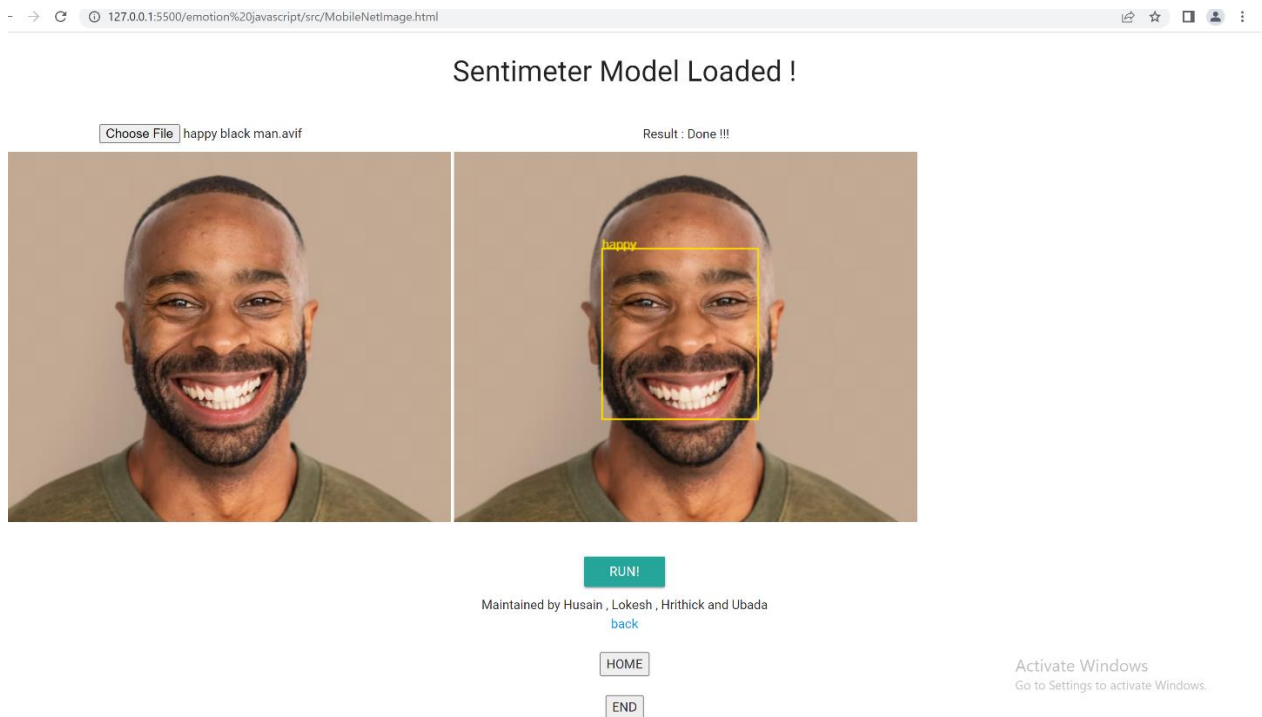 127.0.0.1:5500/emotion%20javascript/src/MobileNetImage.html
Sentimeter Model Loaded !
Choose File happy black man.avif
Result : Done !!!
happy
RUN!
Maintained by Husain , Lokesh , Hrithick and Ubada
back
HOME
END
Activate Windows
Go to Settings to activate Windows.